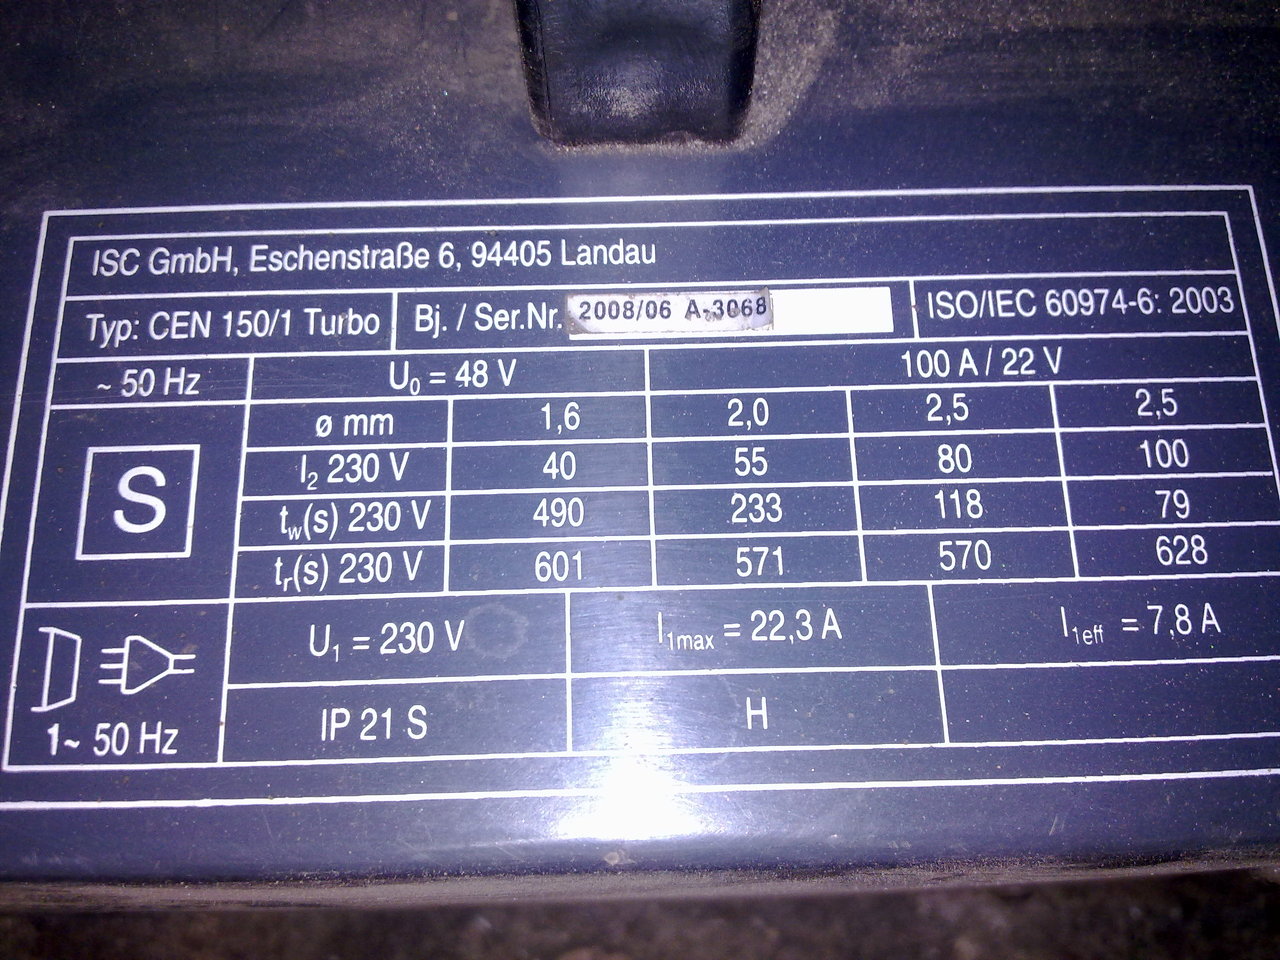 ISC GmbH, Eschenstraße 6, 94405 Landau
Typ: CEN 150/1 Turbo Bj. / Ser.Nr. 2008/06 A-3068 ISO/IEC 60974-6: 2003
~ 50 Hz U₀ = 48 V 100 A / 22 V
ø mm 1,6 2,0 2,5 2,5
S
I₂ 230 V 40 55 80 100
tw(s) 230 V 490 233 118 79
tr(s) 230 V 601 571 570 628
U₁ = 230 V I1max = 22,3 A I1eff = 7,8 A
1~ 50 Hz IP 21 S H